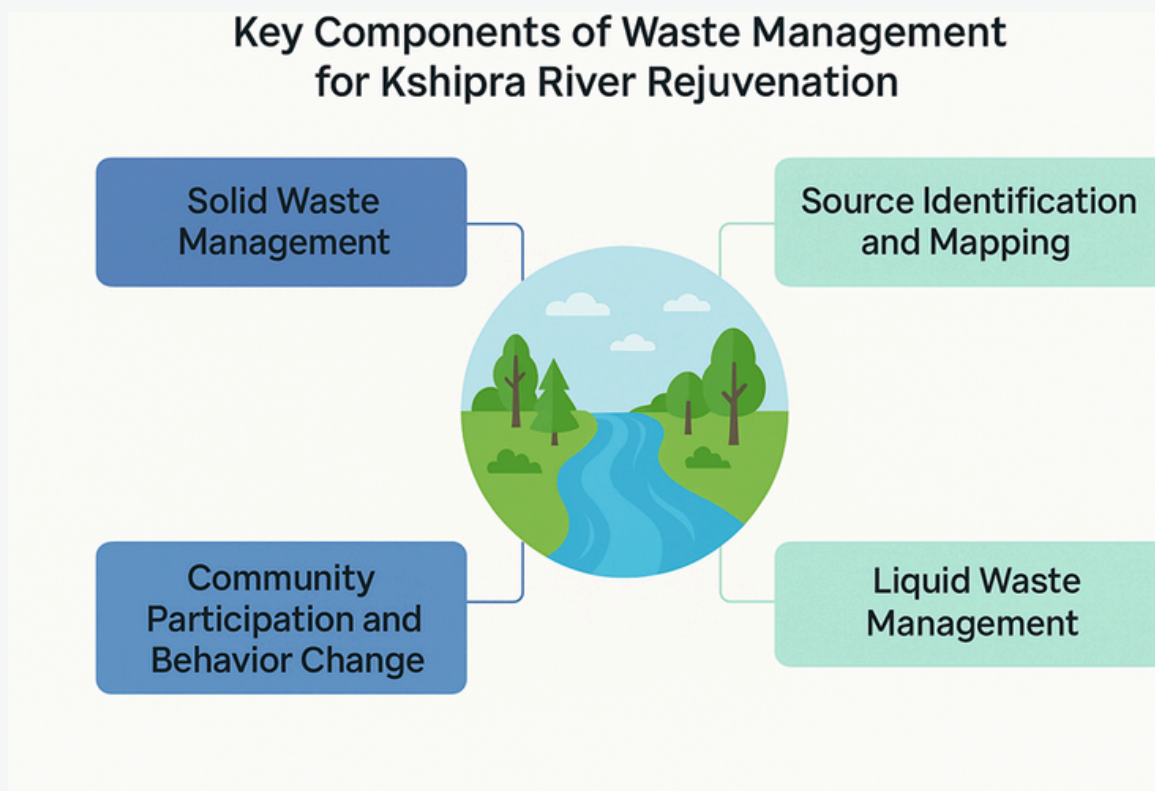 Key Components of Waste Management
for Kshipra River Rejuvenation
Solid Waste
Management
Source Identification
and Mapping
Community
Participation and
Behavior Change
Liquid Waste
Management